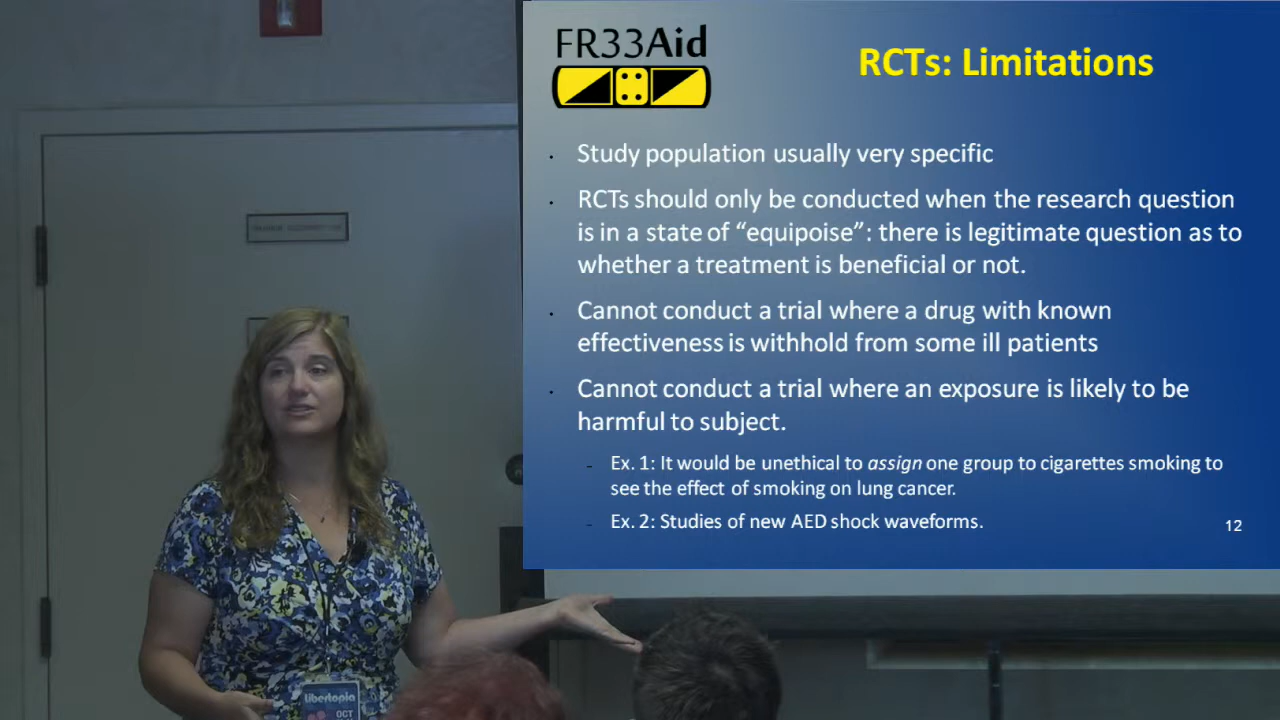 FR33Aid
RCTs: Limitations
Study population usually very specific
RCTs should only be conducted when the research question
is in a state of “equipoise”: there is legitimate question as to
whether a treatment is beneficial or not.
Cannot conduct a trial where a drug with known
effectiveness is withhold from some ill patients
Cannot conduct a trial where an exposure is likely to be
harmful to subject.
Ex. 1: It would be unethical to assign one group to cigarettes smoking to
see the effect of smoking on lung cancer.
Ex. 2: Studies of new AED shock waveforms.
12
libertopia
OCT